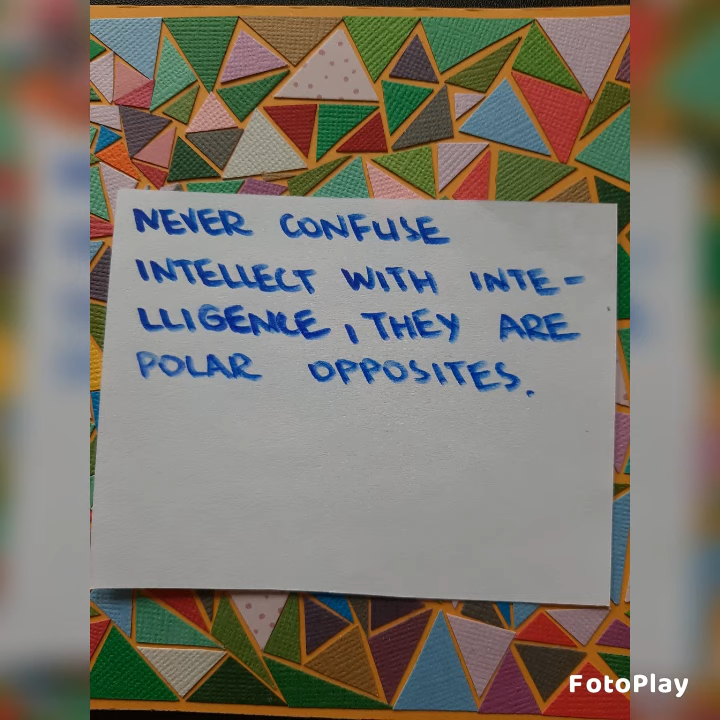 NEVER CONFUSE
INTELLECT WITH INTE-
LLIGENCE, THEY ARE
POLAR OPPOSITES.
FotoPlay